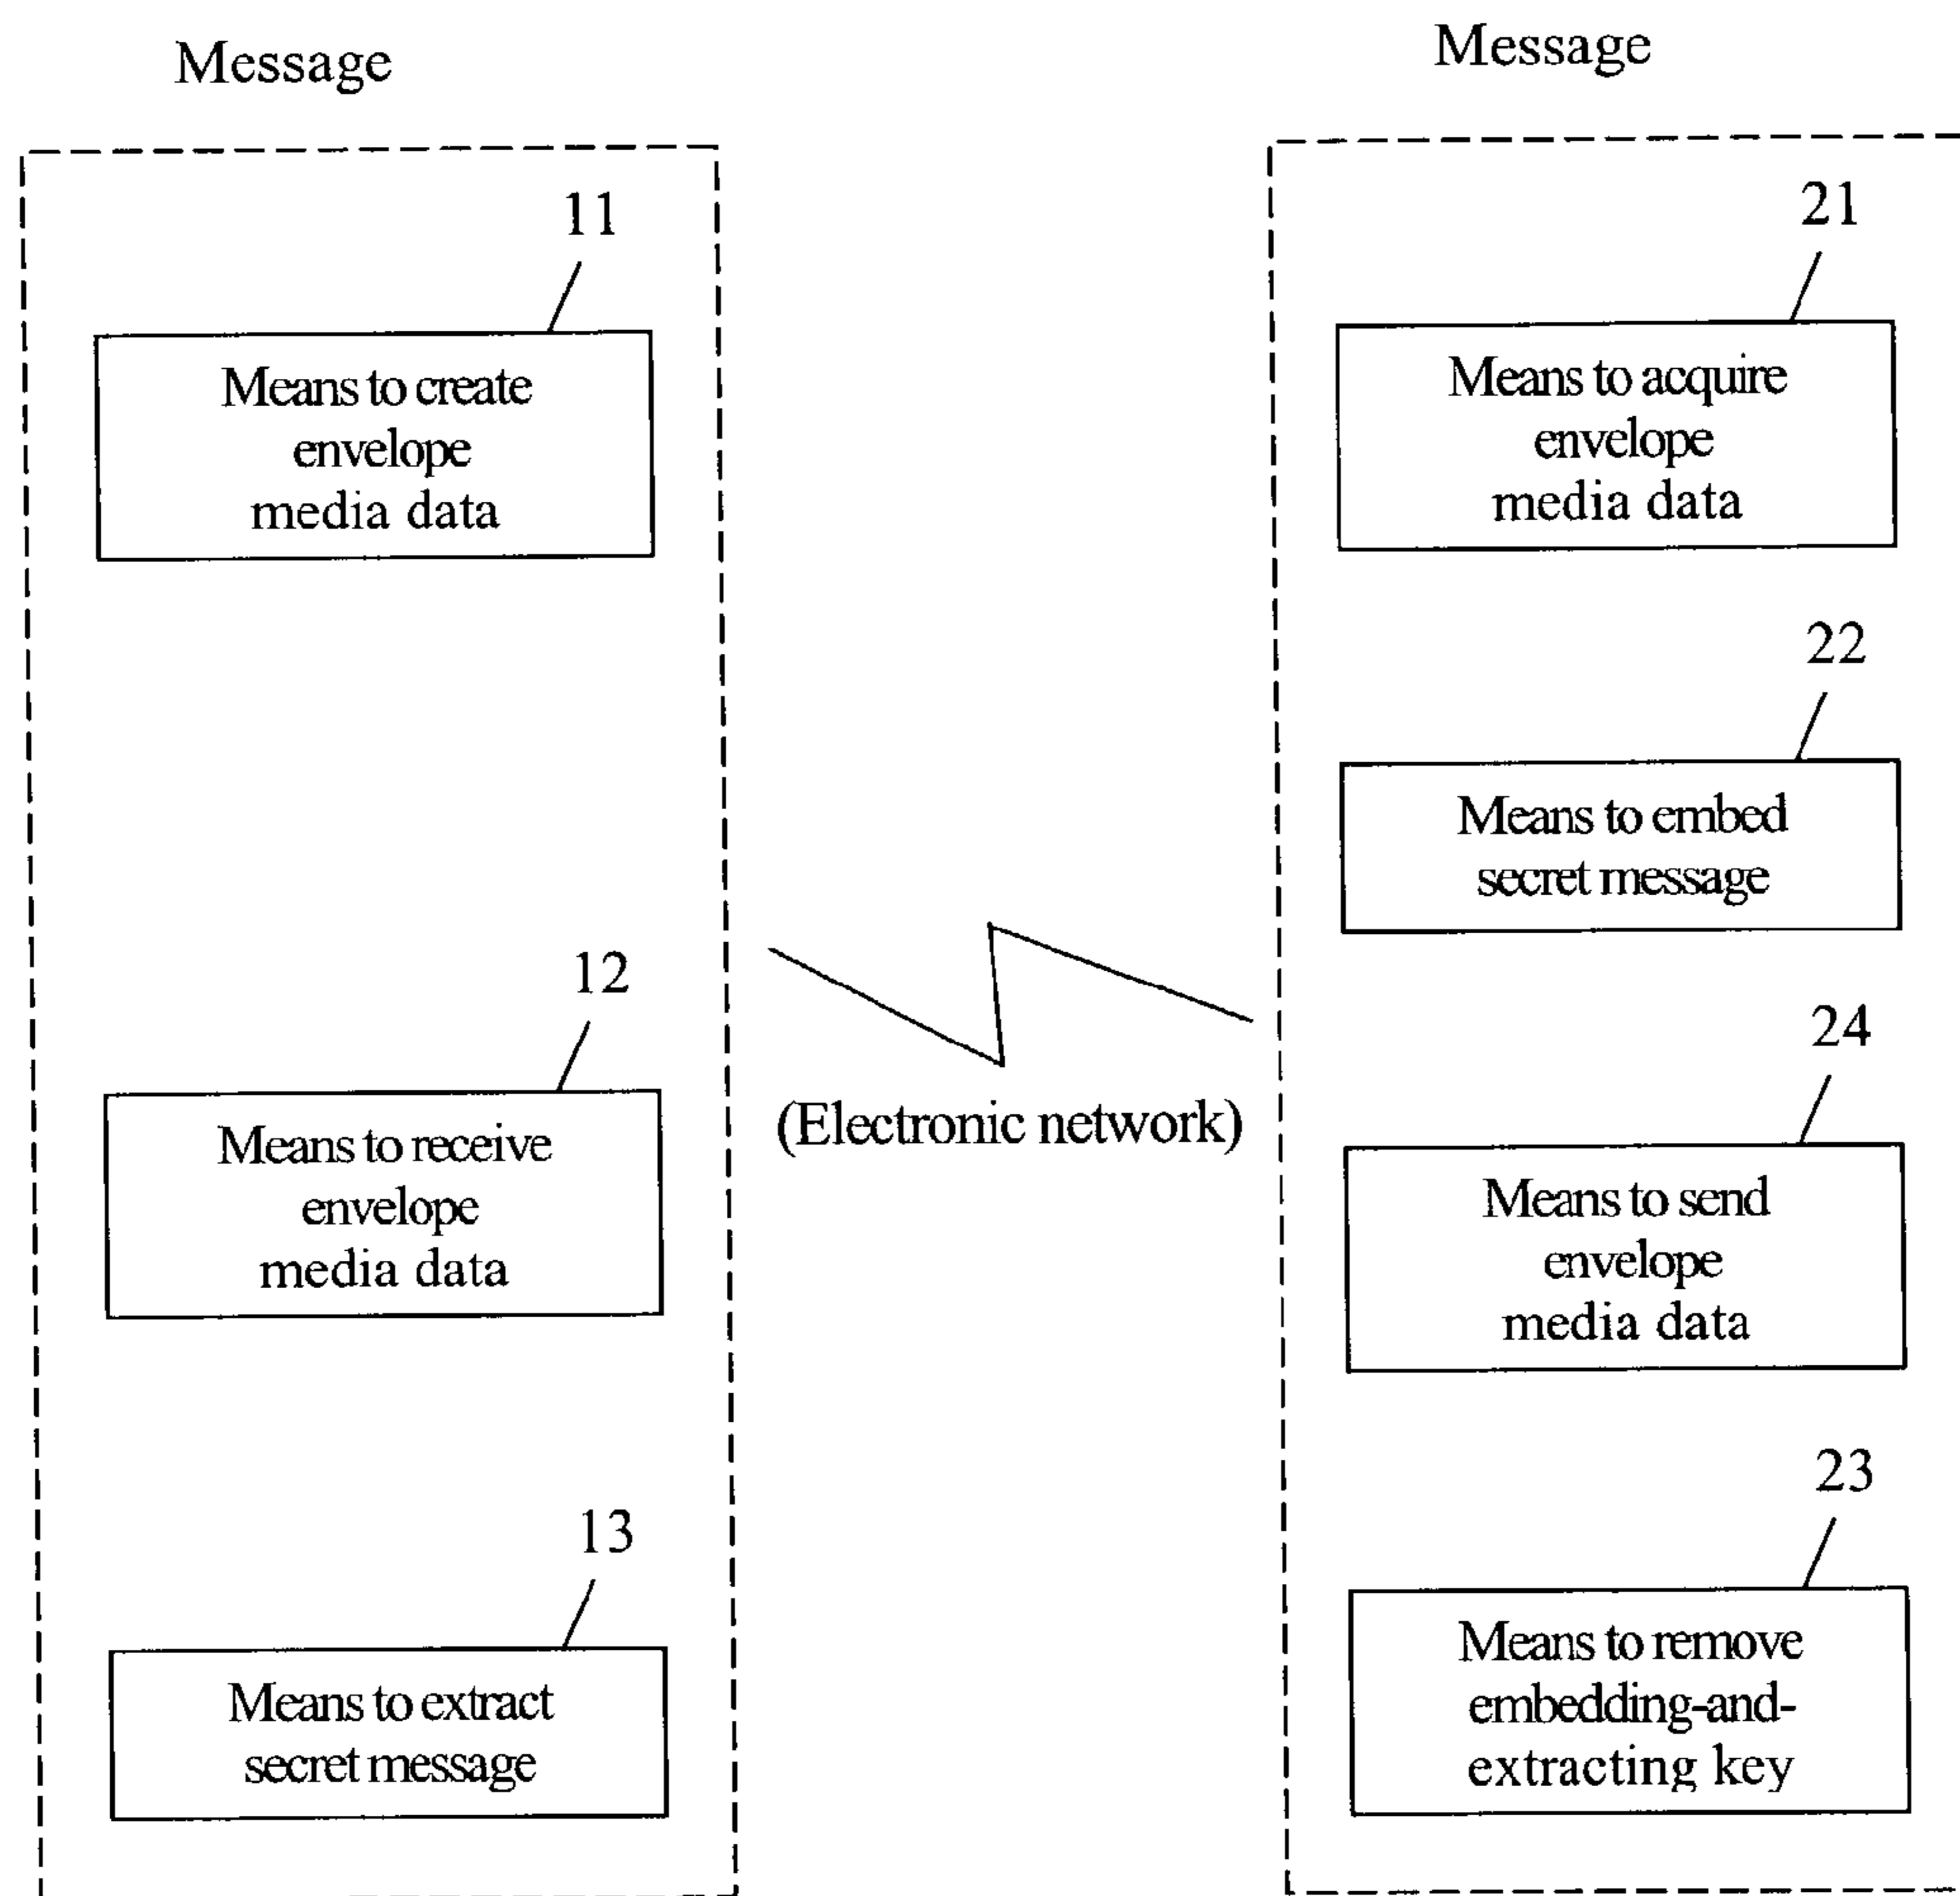 Message
11
Means to create
envelope
media data
12
Means to receive
envelope
media data
13
Means to extract
secret message
(Electronic network)
Message
21
Means to acquire
envelope
media data
22
Means to embed
secret message
24
Means to send
envelope
media data
23
Means to remove
embedding-and-
extracting key